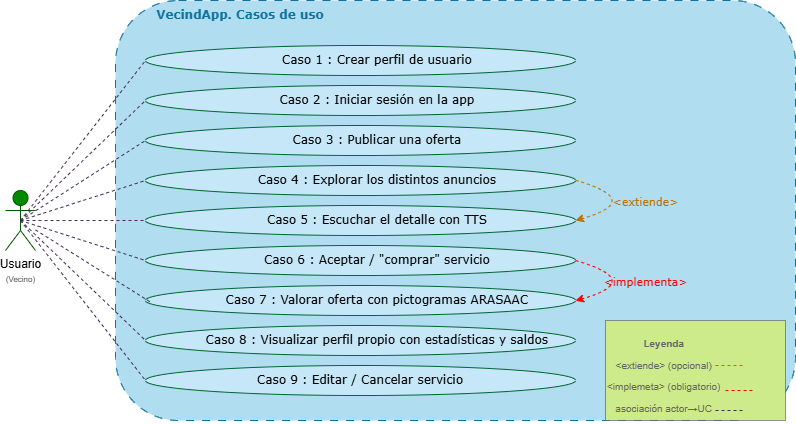 VecindApp. Casos de uso
Caso 1 : Crear perfil de usuario
Caso 2 : Iniciar sesión en la app
Caso 3 : Publicar una oferta
Caso 4 : Explorar los distintos anuncios
<extiende>
Caso 5 : Escuchar el detalle con TTS
Usuario
(Vecino)
Caso 6 : Aceptar / "comprar" servicio
<implementa>
Caso 7 : Valorar oferta con pictogramas ARASAAC
Caso 8 : Visualizar perfil propio con estadísticas y saldos
Caso 9 : Editar / Cancelar servicio
Leyenda
<extiende> (opcional)
<implemeta> (obligatorio)
asociación actor→UC